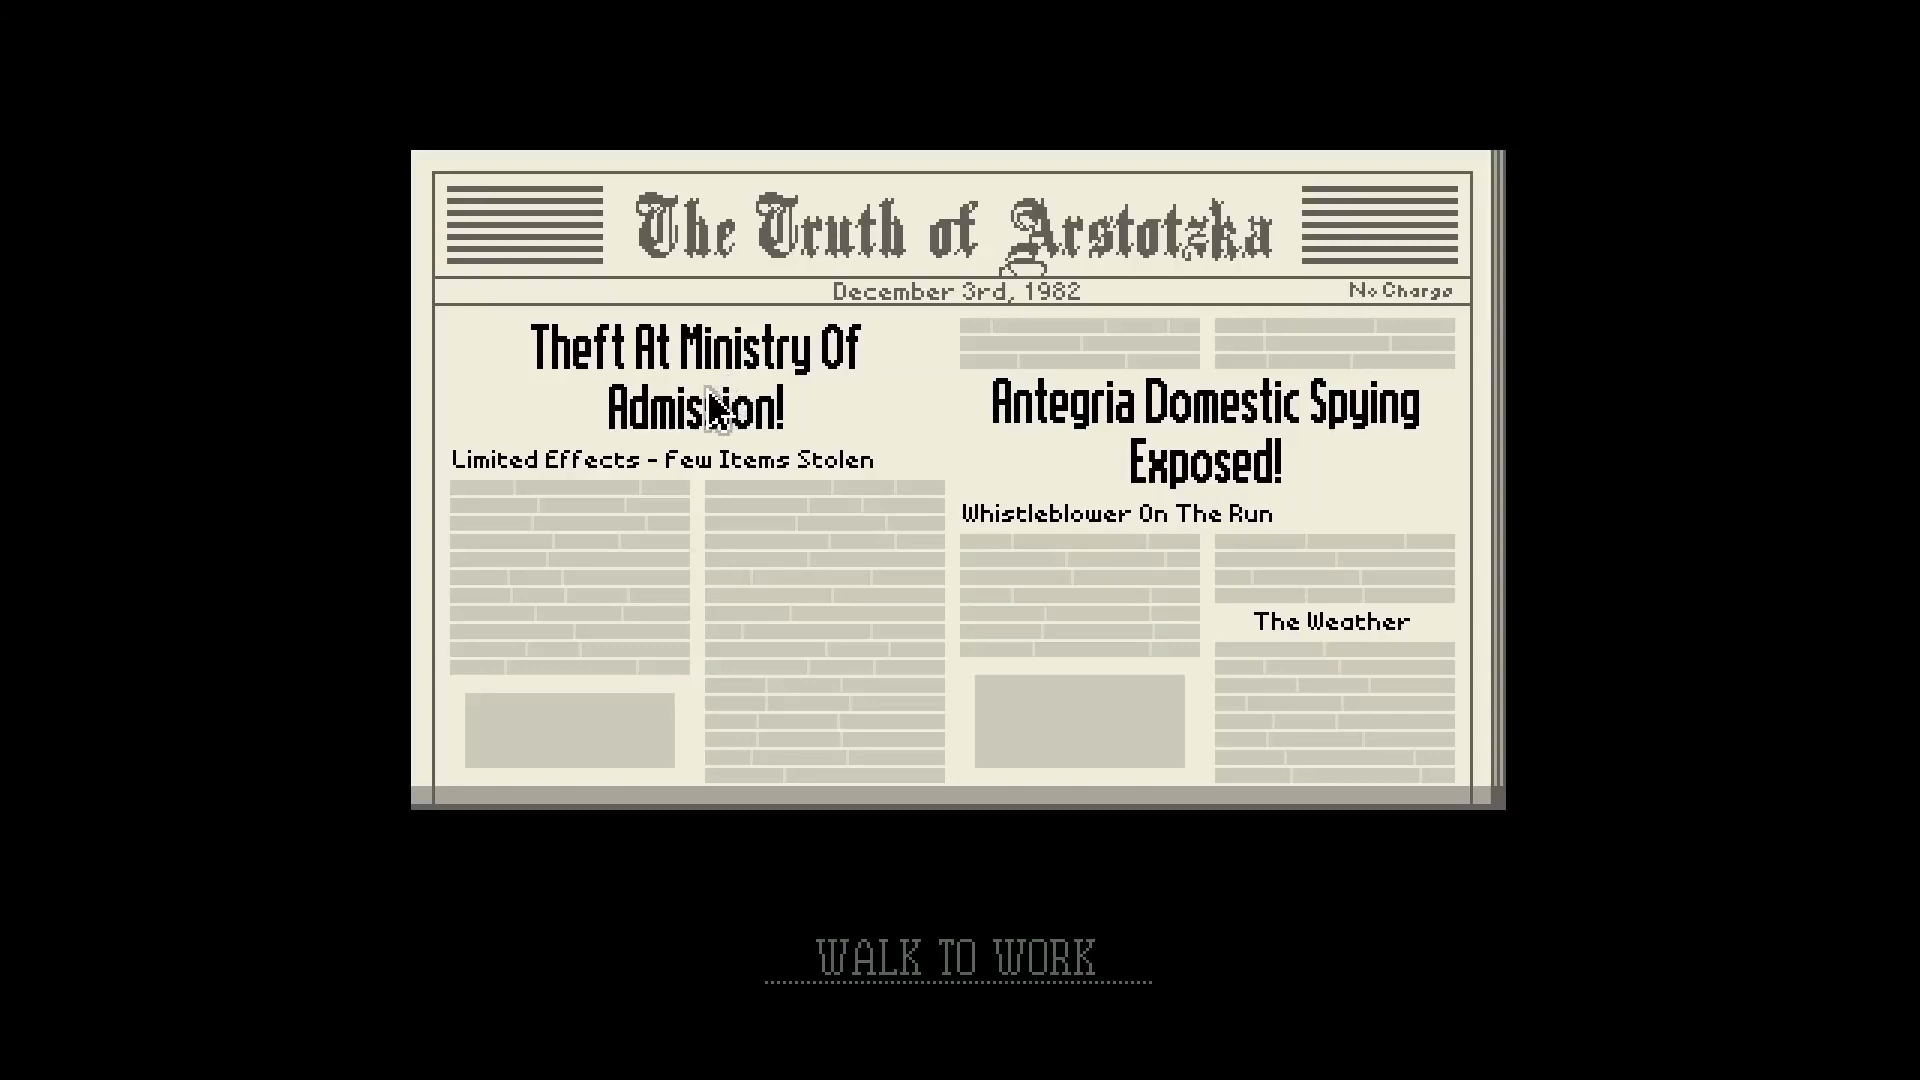 The Truth of Arstotzka
December 3rd, 1982
No Charge
Theft At Ministry Of
Admission!
Limited Effects - Few Items Stolen
Antegria Domestic Spying
Exposed!
Whistleblower On The Run
The Weather
WALK TO WORK